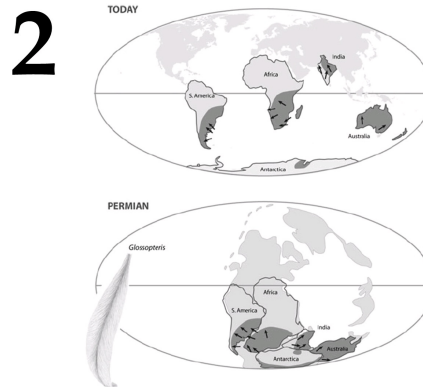 2
TODAY
India
Africa
S. America
Australia
Antarctica
PERMIAN
Glossopteris
Africa
S. America
India
Australia
Antarctica